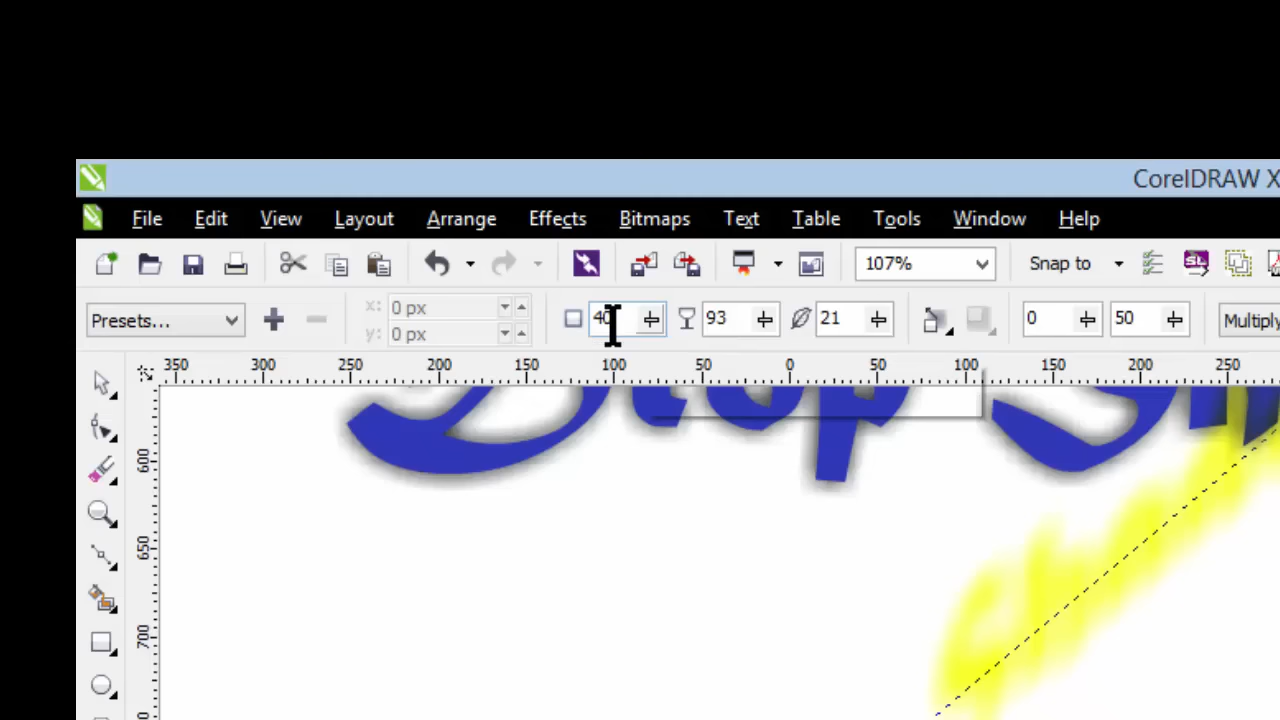 CorelDRAW X
File Edit View Layout Arrange Effects Bitmaps Text Table Tools Window Help
107% Snap to
Presets... x: 0 px 40 93 21 0 50 Multiply
y: 0 px
350 300 250 200 150 100 50 0 50 100 150 200 250
600
650
700